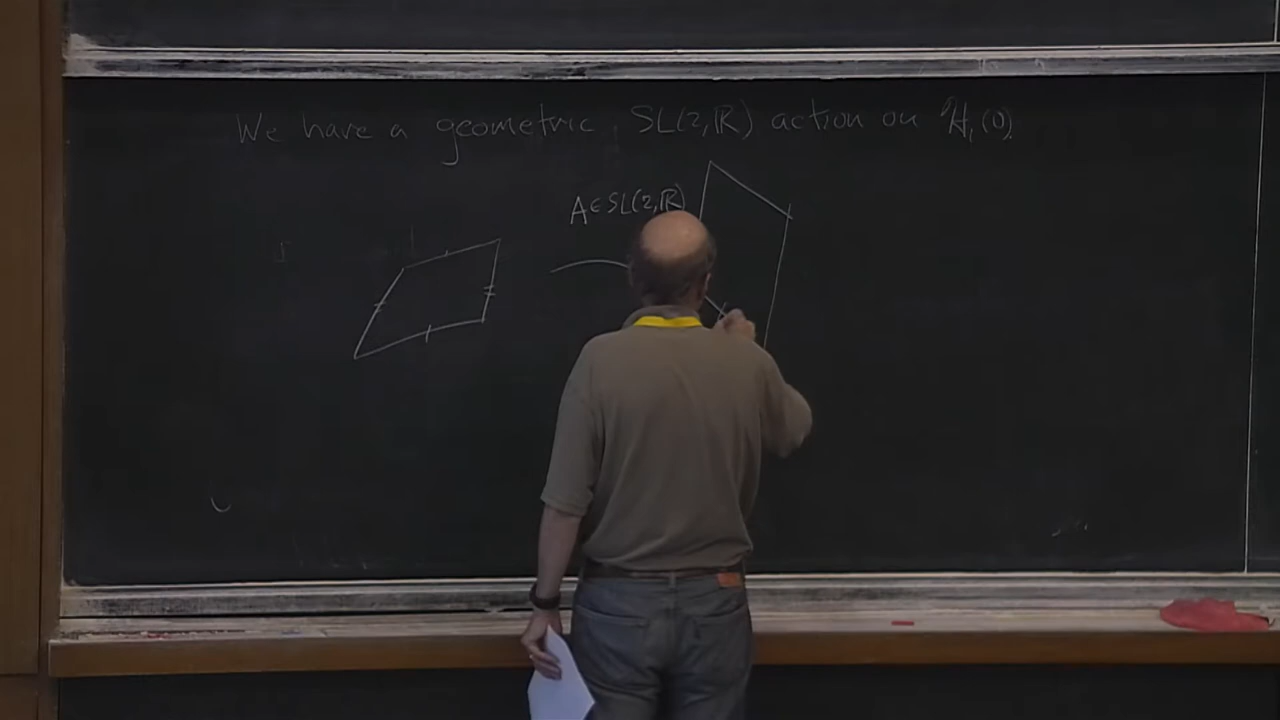 We have a geometric SL(2,ℝ) action on ℋ₁(0).
A ∈ SL(2,ℝ)